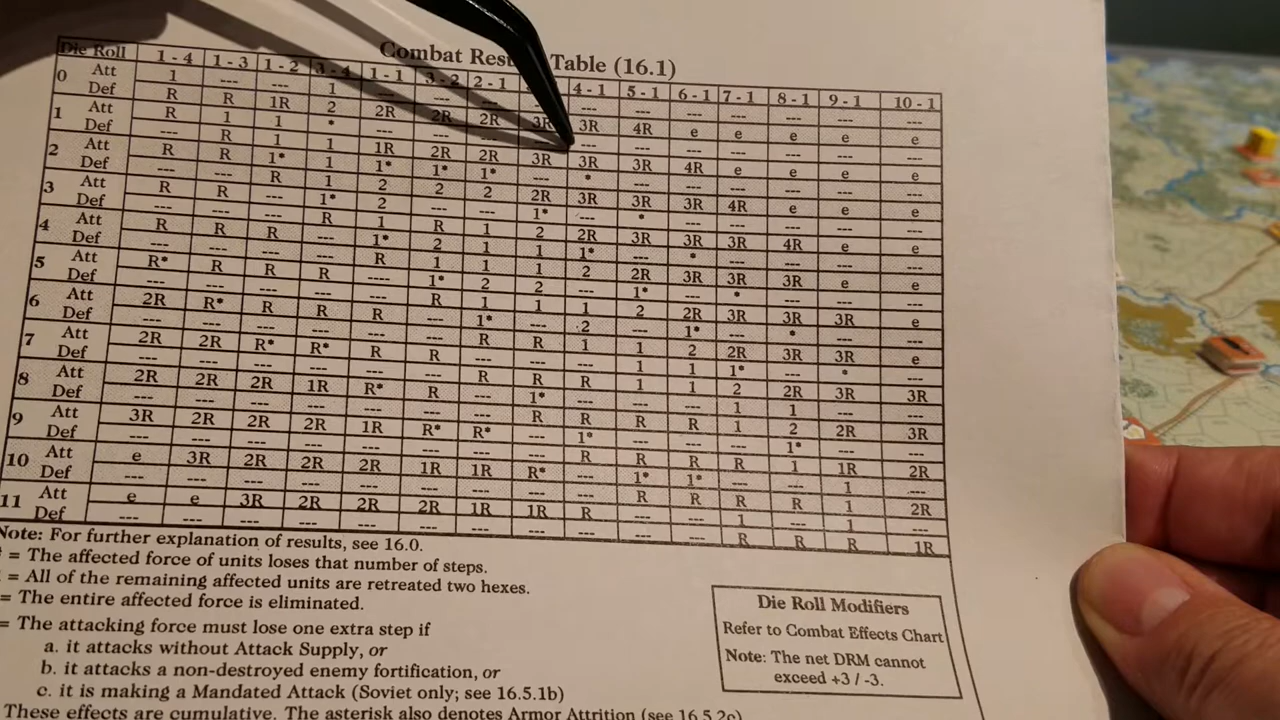 Combat Res Table (16.1)
Die Roll 1 - 4 1 - 3 1 - 2 3 - 4 1 - 1 3 - 2 2 - 1 4 - 1 5 - 1 6 - 1 7 - 1 8 - 1 9 - 1 10 - 1
0 Att 1 --- --- 1 --- --- --- --- --- --- --- --- --- ---
Def R R 1R 2 2R 2R 2R 3R 3R 4R e e e e e
1 Att R 1 1 * --- --- --- --- --- --- --- --- --- ---
Def --- R 1 1 1R 2R 2R 3R 3R 3R 4R e e e e
2 Att R R 1* 1 1* 1* 1* --- * --- --- --- --- --- ---
Def --- --- R 1 2 2 2 2R 3R 3R 3R 4R e e e
3 Att R R --- 1* 2 --- --- 1* --- * --- --- --- --- ---
Def --- --- --- R 1 R 1 2 2R 3R 3R 3R 4R e e
4 Att R R R --- 1* 2 1 1 1* --- * --- --- --- ---
Def --- --- --- --- R 1 1 1 2 2R 3R 3R 3R e e
5 Att R* R R R ---- 1* 2 2 --- 1* --- * --- --- ---
Def --- --- --- --- --- R 1 1 1 2 2R 3R 3R 3R e
6 Att 2R R* R R R --- 1* --- 2 --- 1* --- * --- ---
Def --- --- --- --- --- --- R R 1 1 2 2R 3R 3R e
7 Att 2R 2R R* R* R R --- --- --- 1 1 1* --- * ---
Def --- --- --- --- --- --- R R R 1 1 2 2R 3R 3R
8 Att 2R 2R 2R 1R R* R --- 1* --- --- --- 1 1 --- ---
Def --- --- --- --- --- --- --- R R R R 1 2 2R 3R
9 Att 3R 2R 2R 2R 1R R* R* --- 1* --- --- --- 1* --- ---
Def --- --- --- --- --- --- --- --- R R R R 1 1R 2R
10 Att e 3R 2R 2R 2R 1R 1R R* --- 1* 1* --- --- 1 ---
Def --- --- --- --- --- --- --- --- --- R R R R 1 2R
11 Att e e 3R 2R 2R 2R 1R 1R R --- --- 1 --- 1 ---
Def --- --- --- --- --- --- --- --- --- --- --- R R R 1R
Note: For further explanation of results, see 16.0.
= The affected force of units loses that number of steps.
= All of the remaining affected units are retreated two hexes.
= The entire affected force is eliminated.
= The attacking force must lose one extra step if
a. it attacks without Attack Supply, or
b. it attacks a non-destroyed enemy fortification, or
c. it is making a Mandated Attack (Soviet only; see 16.5.1b)
These effects are cumulative. The asterisk also denotes Armor Attrition (see 16.5.2c)
Die Roll Modifiers
Refer to Combat Effects Chart
Note: The net DRM cannot
exceed +3 / -3.